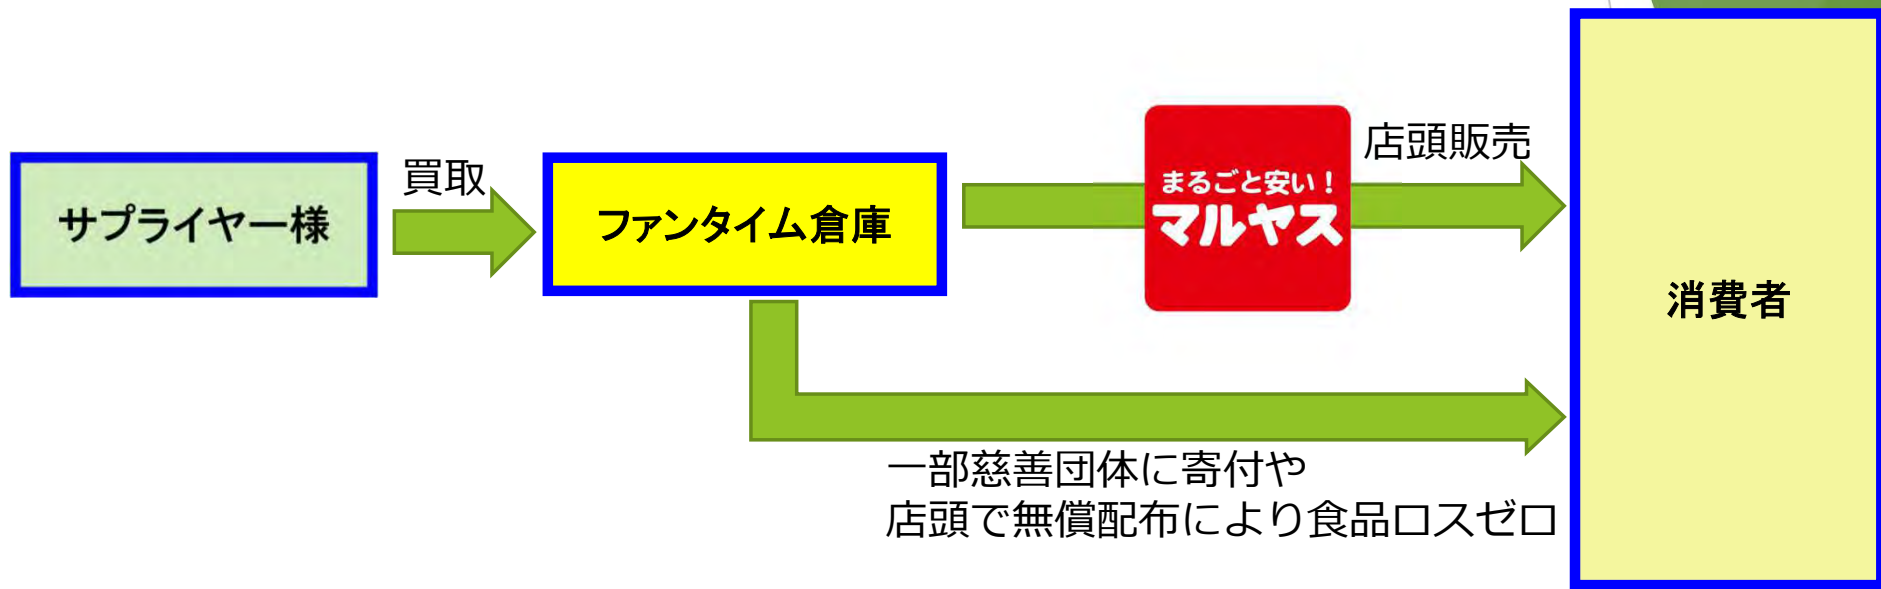 サプライヤー様
買取
ファンタイム倉庫
まるごと安い！
マルヤス
店頭販売
消費者
一部慈善団体に寄付や
店頭で無償配布により食品ロスゼロ